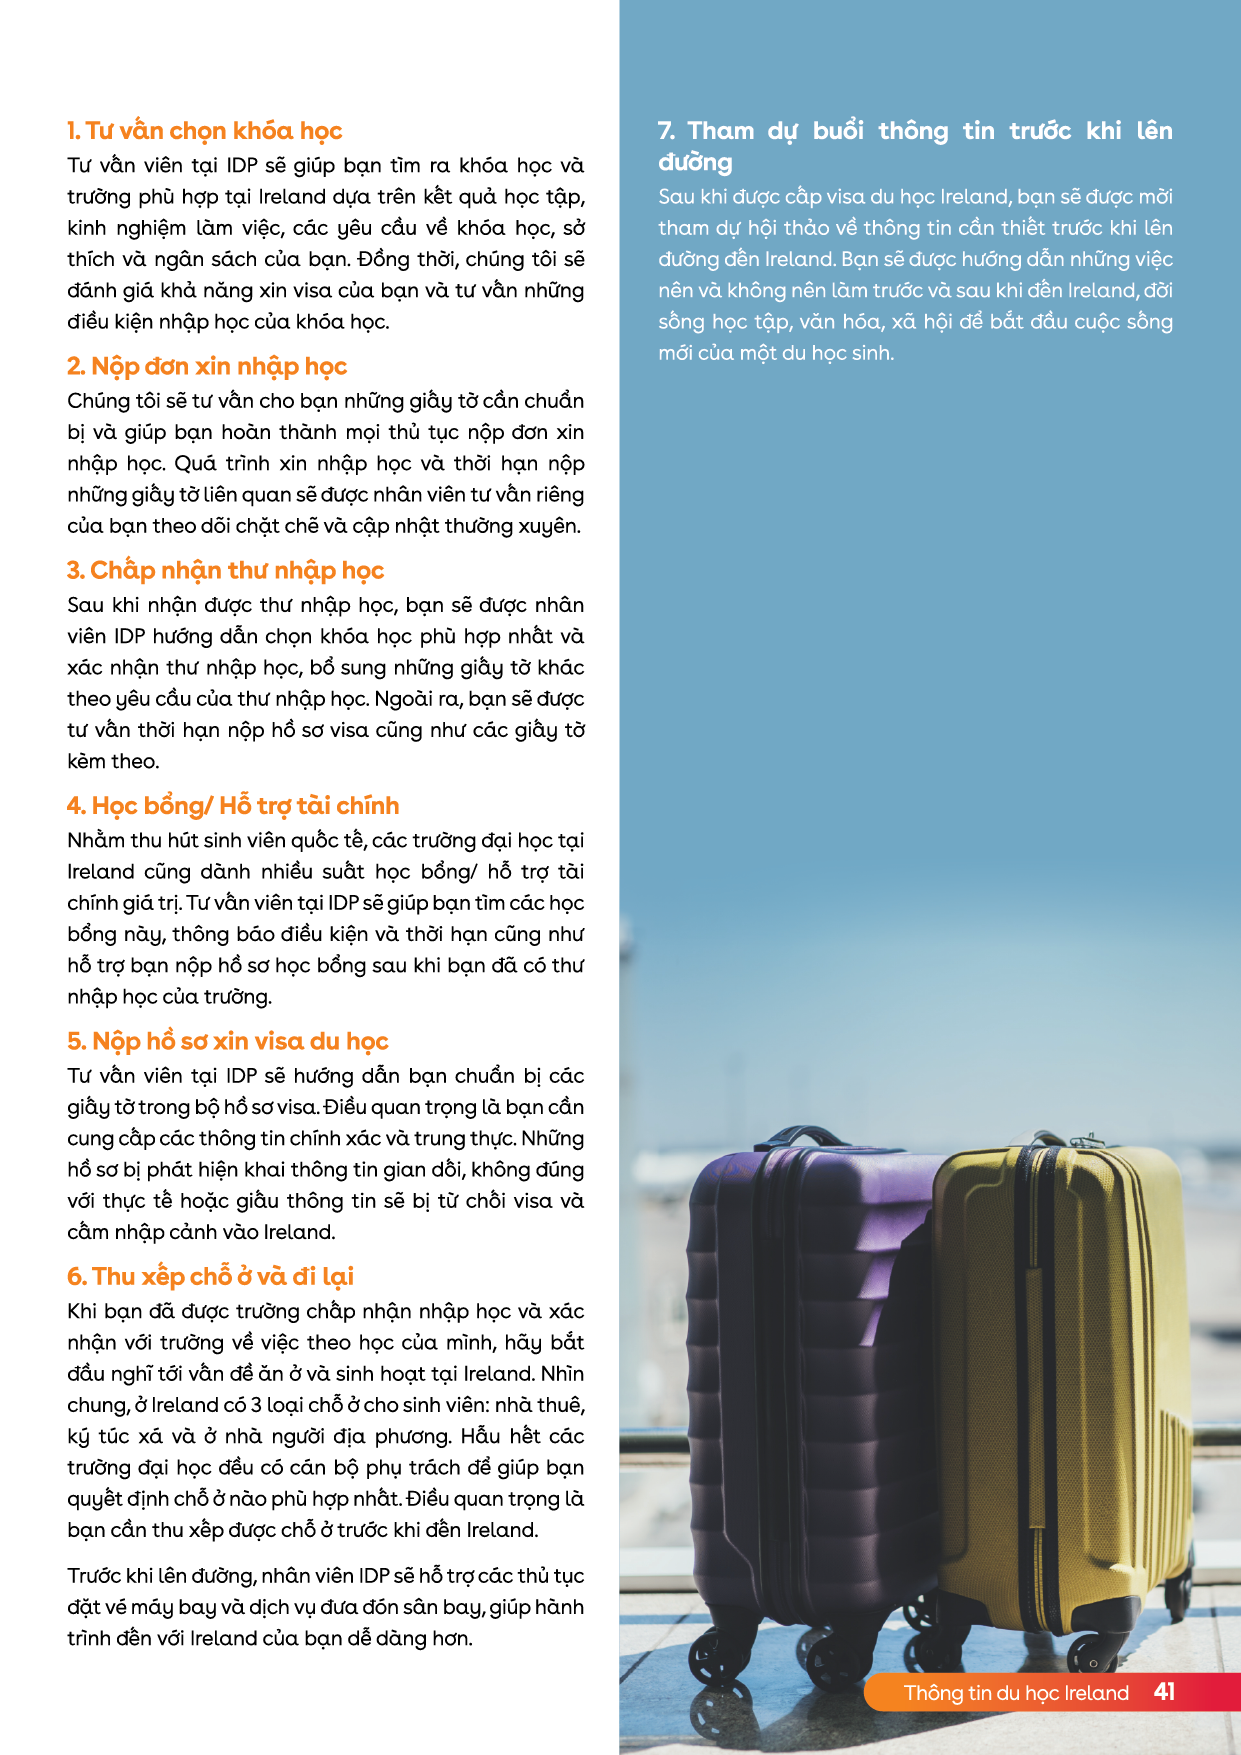 1. Tư vấn chọn khóa học
Tư vấn viên tại IDP sẽ giúp bạn tìm ra khóa học và
trường phù hợp tại Ireland dựa trên kết quả học tập,
kinh nghiệm làm việc, các yêu cầu về khóa học, sở
thích và ngân sách của bạn. Đồng thời, chúng tôi sẽ
đánh giá khả năng xin visa của bạn và tư vấn những
điều kiện nhập học của khóa học.
2. Nộp đơn xin nhập học
Chúng tôi sẽ tư vấn cho bạn những giấy tờ cần chuẩn
bị và giúp bạn hoàn thành mọi thủ tục nộp đơn xin
nhập học. Quá trình xin nhập học và thời hạn nộp
những giấy tờ liên quan sẽ được nhân viên tư vấn riêng
của bạn theo dõi chặt chẽ và cập nhật thường xuyên.
3. Chấp nhận thư nhập học
Sau khi nhận được thư nhập học, bạn sẽ được nhân
viên IDP hướng dẫn chọn khóa học phù hợp nhất và
xác nhận thư nhập học, bổ sung những giấy tờ khác
theo yêu cầu của thư nhập học. Ngoài ra, bạn sẽ được
tư vấn thời hạn nộp hồ sơ visa cũng như các giấy tờ
kèm theo.
4. Học bổng/ Hỗ trợ tài chính
Nhằm thu hút sinh viên quốc tế, các trường đại học tại
Ireland cũng dành nhiều suất học bổng/ hỗ trợ tài
chính giá trị. Tư vấn viên tại IDP sẽ giúp bạn tìm các học
bổng này, thông báo điều kiện và thời hạn cũng như
hỗ trợ bạn nộp hồ sơ học bổng sau khi bạn đã có thư
nhập học của trường.
5. Nộp hồ sơ xin visa du học
Tư vấn viên tại IDP sẽ hướng dẫn bạn chuẩn bị các
giấy tờ trong bộ hồ sơ visa. Điều quan trọng là bạn cần
cung cấp các thông tin chính xác và trung thực. Những
hồ sơ bị phát hiện khai thông tin gian dối, không đúng
với thực tế hoặc giấu thông tin sẽ bị từ chối visa và
cấm nhập cảnh vào Ireland.
6. Thu xếp chỗ ở và đi lại
Khi bạn đã được trường chấp nhận nhập học và xác
nhận với trường về việc theo học của mình, hãy bắt
đầu nghĩ tới vấn đề ăn ở và sinh hoạt tại Ireland. Nhìn
chung, ở Ireland có 3 loại chỗ ở cho sinh viên: nhà thuê,
ký túc xá và ở nhà người địa phương. Hầu hết các
trường đại học đều có cán bộ phụ trách để giúp bạn
quyết định chỗ ở nào phù hợp nhất. Điều quan trọng là
bạn cần thu xếp được chỗ ở trước khi đến Ireland.
Trước khi lên đường, nhân viên IDP sẽ hỗ trợ các thủ tục
đặt vé máy bay và dịch vụ đưa đón sân bay, giúp hành
trình đến với Ireland của bạn dễ dàng hơn.
7. Tham dự buổi thông tin trước khi lên
đường
Sau khi được cấp visa du học Ireland, bạn sẽ được mời
tham dự hội thảo về thông tin cần thiết trước khi lên
đường đến Ireland. Bạn sẽ được hướng dẫn những việc
nên và không nên làm trước và sau khi đến Ireland, đời
sống học tập, văn hóa, xã hội để bắt đầu cuộc sống
mới của một du học sinh.
Thông tin du học Ireland 41